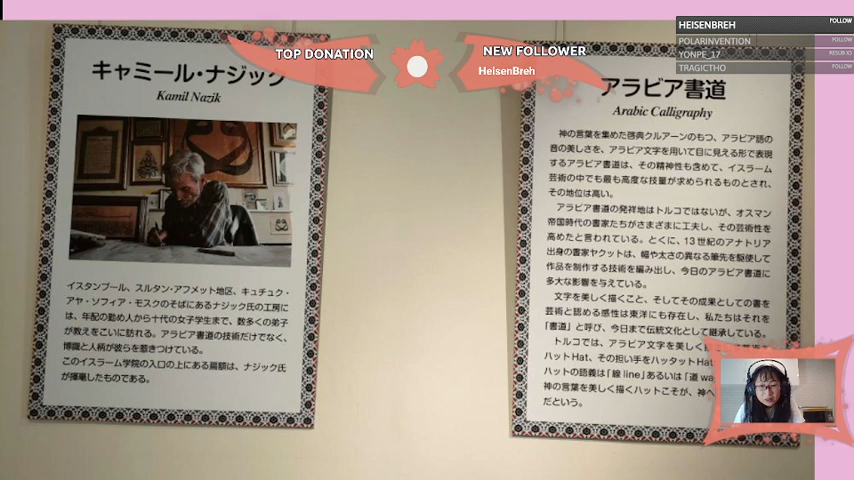 TOP DONATION
NEW FOLLOWER
HeisenBreh
HEISENBREH FOLLOW
POLARINVENTION FOLLOW
YONPE_17 RESUB X3
TRAGICTHO FOLLOW
キャミール・ナジック
Kamil Nazik
イスタンブール、スルタン・アフメット地区、キュチュク・
アヤ・ソフィア・モスクのそばにあるナジック氏の工房に
は、年配の勤め人から十代の女子学生まで、数多くの弟子
が教えをこいに訪れる。アラビア書道の技術だけでなく、
博識と人柄が彼らを惹きつけている。
このイスラーム学院の入口の上にある扁額は、ナジック氏
が揮毫したものである。
アラビア書道
Arabic Calligraphy
神の言葉を集めた啓典クルアーンのもつ、アラビア語の
音の美しさを、アラビア文字を用いて目に見える形で表現
するアラビア書道は、その精神性も含めて、イスラーム
芸術の中でも最も高度な技量が求められるものとされ、
その地位は高い。
アラビア書道の発祥地はトルコではないが、オスマン
帝国時代の書家たちがさまざまに工夫し、その芸術性を
高めたと言われている。とくに、13世紀のアナトリア
出身の書家ヤクットは、幅や太さの異なる筆先を駆使して
作品を制作する技術を編み出し、今日のアラビア書道に
多大な影響を与えている。
文字を美しく描くこと、そしてその成果としての書を
芸術と認める感性は東洋にも存在し、私たちはそれを
「書道」と呼び、今日まで伝統文化として継承している。
トルコでは、アラビア文字を美しく
ハット Hat、その担い手をハッタット Hat
ハットの語義は「線 line」あるいは「道 wa
神の言葉を美しく描くハットこそが、神へ
だという。